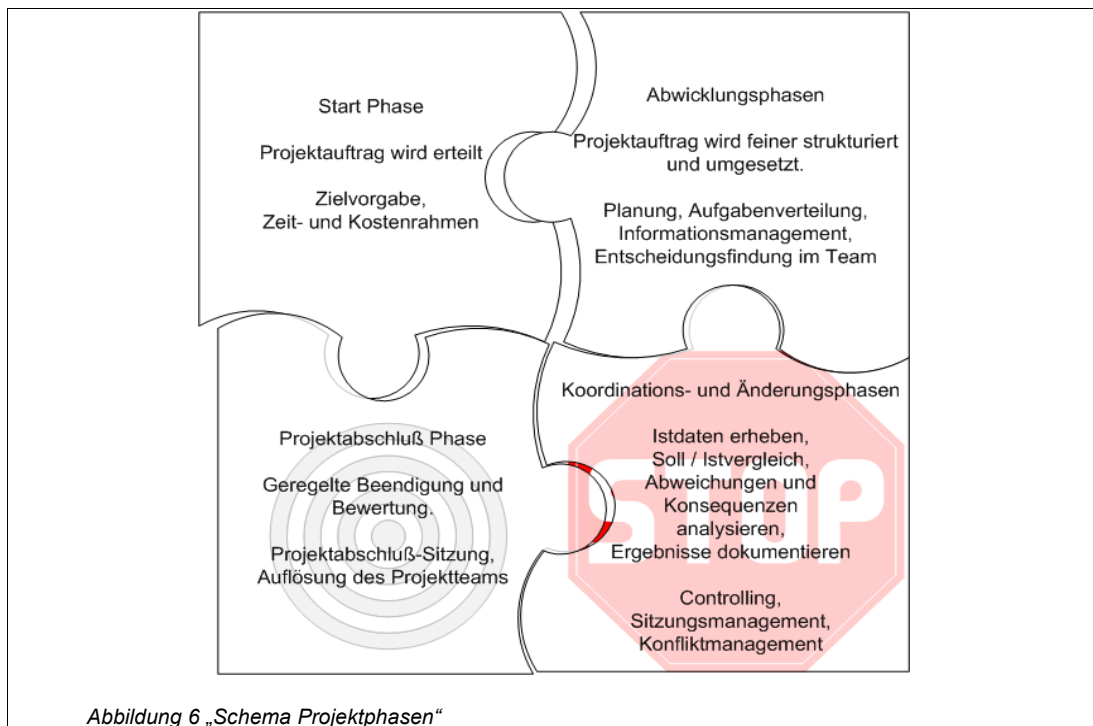 Start Phase
Projektauftrag wird erteilt
Zielvorgabe,
Zeit- und Kostenrahmen
Abwicklungsphasen
Projektauftrag wird feiner strukturiert
und umgesetzt.
Planung, Aufgabenverteilung,
Informationsmanagement,
Entscheidungsfindung im Team
Projektabschluß Phase
Geregelte Beendigung und
Bewertung.
Projektabschluß-Sitzung,
Auflösung des Projektteams
Koordinations- und Änderungsphasen
Istdaten erheben,
Soll / Istvergleich,
Abweichungen und
Konsequenzen
analysieren,
Ergebnisse dokumentieren
Controlling,
Sitzungsmanagement,
Konfliktmanagement
STOP
Abbildung 6 „Schema Projektphasen“